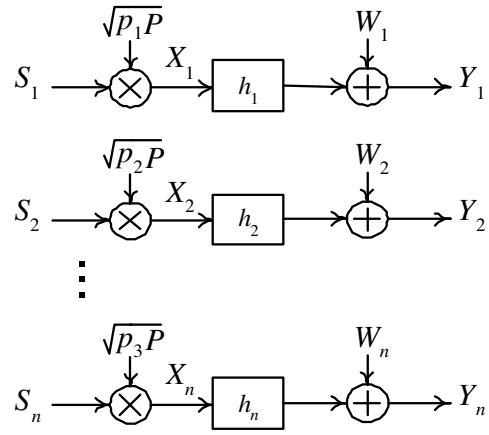 √p₁P W₁
S₁ X₁ h₁ Y₁
√p₂P W₂
S₂ X₂ h₂ Y₂
√p₃P Wₙ
Sₙ Xₙ hₙ Yₙ